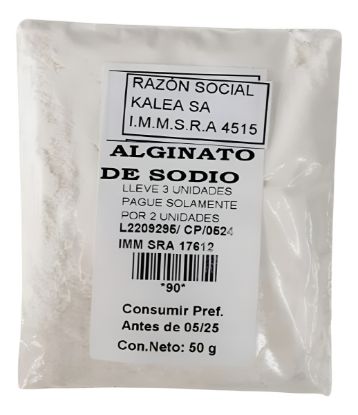 RAZÓN SOCIAL
KALEA SA
I.M.M.S.R.A 4515
ALGINATO
DE SODIO
LLEVE 3 UNIDADES
PAGUE SOLAMENTE
POR 2 UNIDADES
L2209295/ CP/0524
IMM SRA 17612
*90*
Consumir Pref.
Antes de 05/25
Con.Neto: 50 g